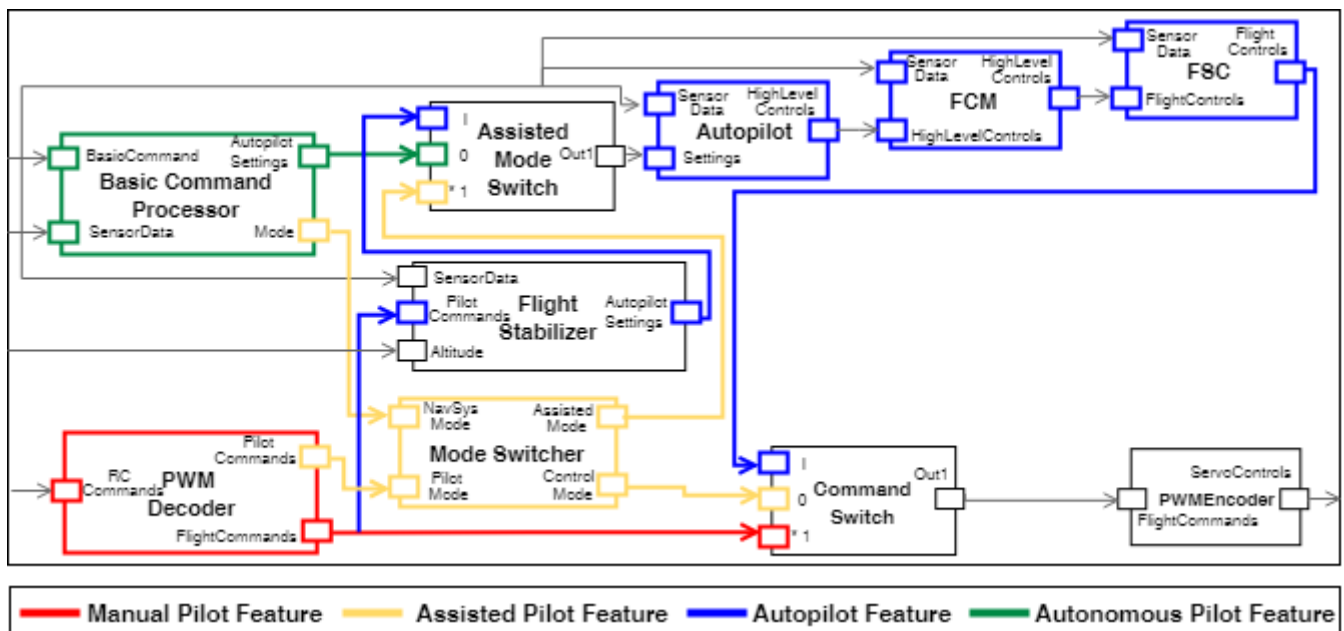 Sensor
Data
Flight
Controls
FSC
FlightControls
Sensor
Data
HighLevel
Controls
FCM
HighLevelControls
Sensor
Data
HighLevel
Controls
Autopilot
Settings
I
Assisted
Mode
Switch
0
Out1
* 1
BasicCommand
Autopilot
Settings
Basic Command
Processor
SensorData
Mode
SensorData
Pilot
Commands
Flight
Stabilizer
Autopilot
Settings
Altitude
NavSys
Mode
Assisted
Mode
Mode Switcher
Pilot
Mode
Control
Mode
Pilot
Commands
RC
Commands
PWM
Decoder
FlightCommands
I
Out1
0
Command
Switch
* 1
ServoControls
PWMEncoder
FlightCommands
Manual Pilot Feature
Assisted Pilot Feature
Autopilot Feature
Autonomous Pilot Feature